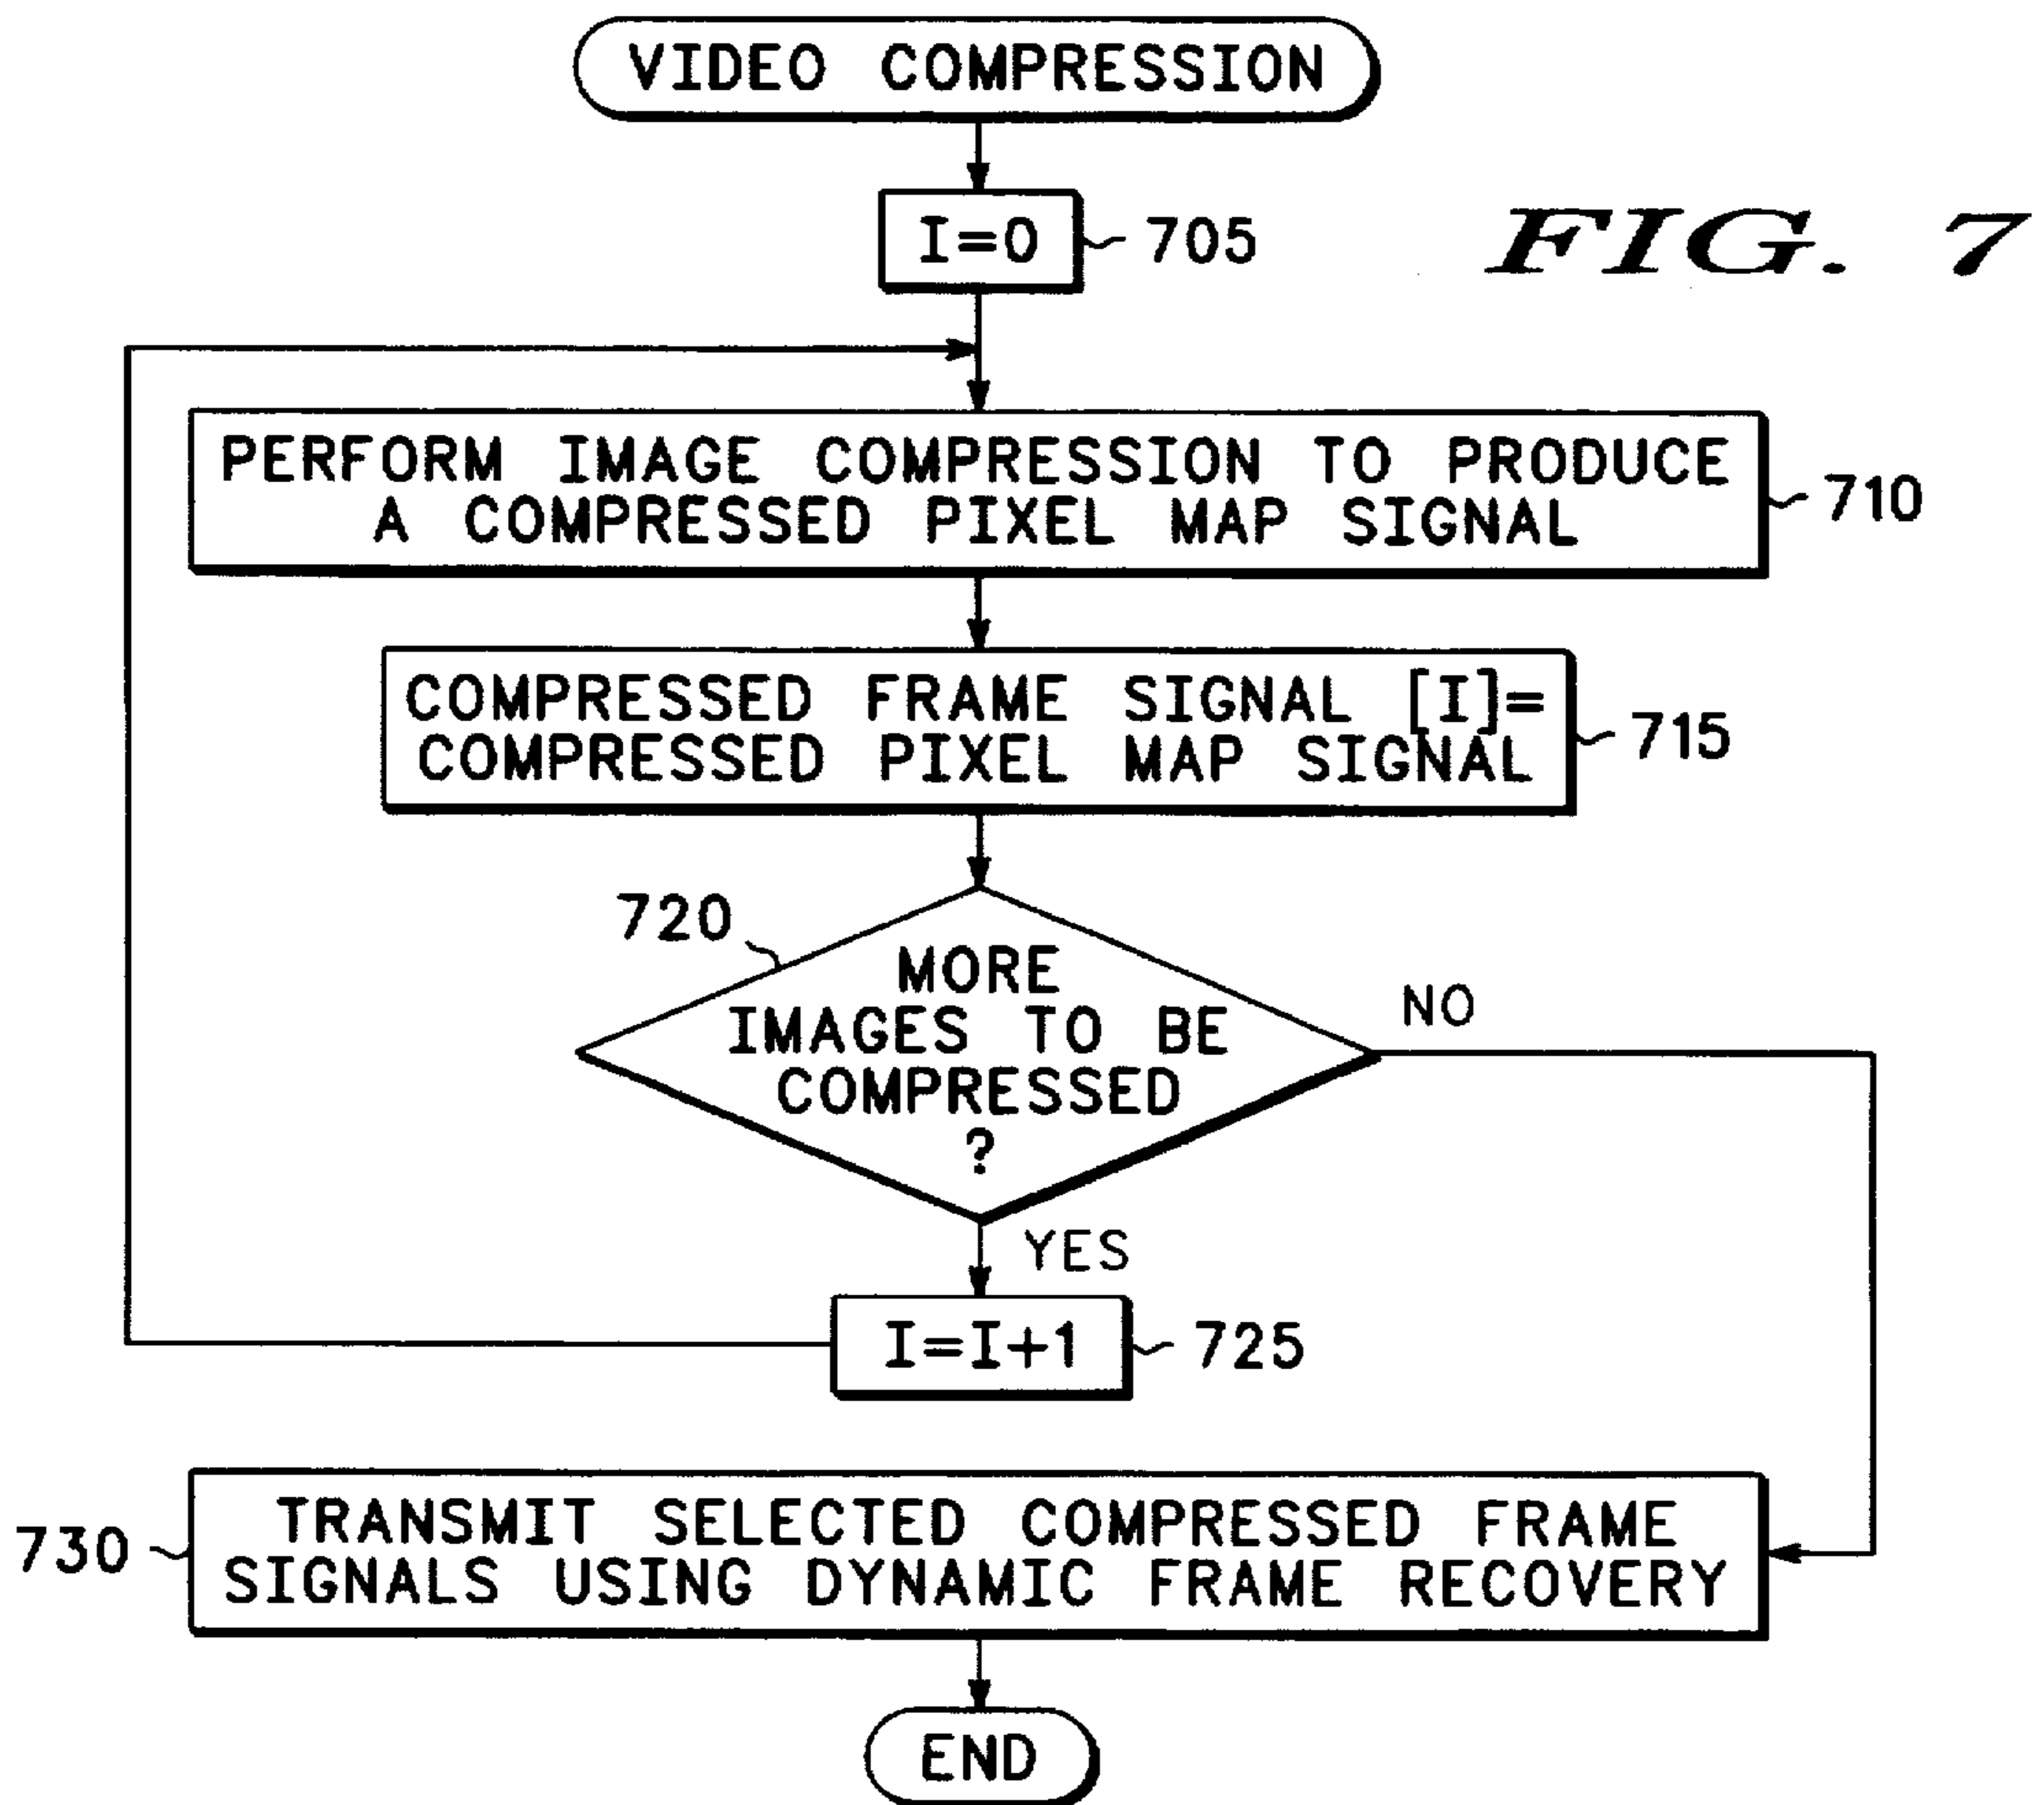 VIDEO COMPRESSION
I=0
705
FIG. 7
PERFORM IMAGE COMPRESSION TO PRODUCE
A COMPRESSED PIXEL MAP SIGNAL
710
COMPRESSED FRAME SIGNAL [I]=
COMPRESSED PIXEL MAP SIGNAL
715
720
MORE
IMAGES TO BE
COMPRESSED
?
NO
YES
I=I+1
725
730
TRANSMIT SELECTED COMPRESSED FRAME
SIGNALS USING DYNAMIC FRAME RECOVERY
END